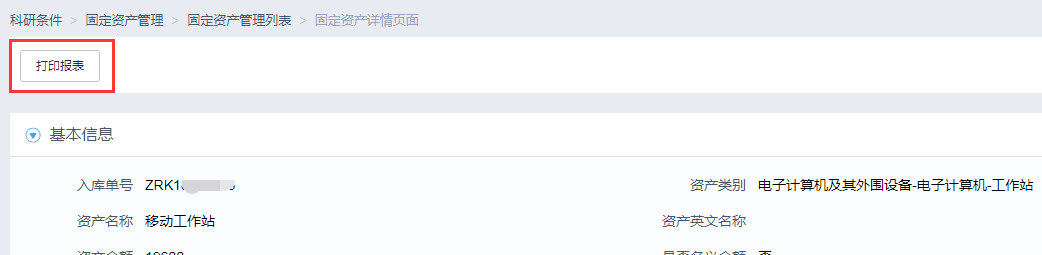 科研条件 > 固定资产管理 > 固定资产管理列表 > 固定资产详情页面
打印报表
基本信息
入库单号 ZRK1
资产类别 电子计算机及其外围设备-电子计算机-工作站
资产名称 移动工作站
资产英文名称